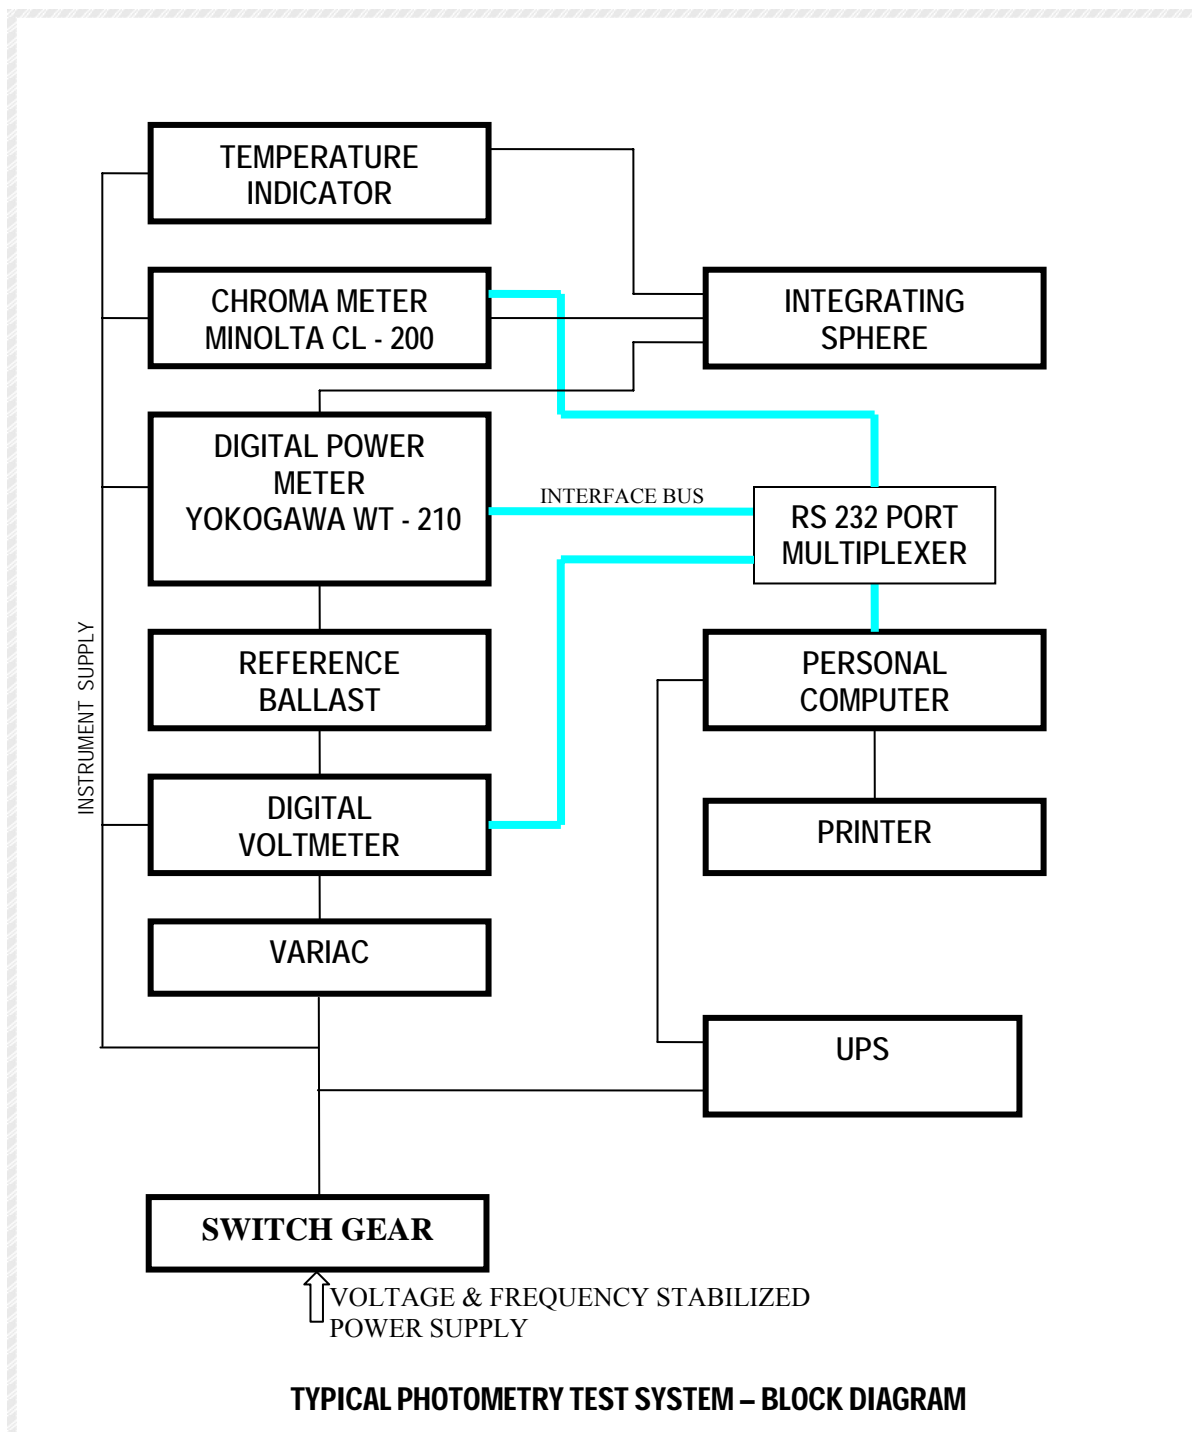 TEMPERATURE
INDICATOR
CHROMA METER
MINOLTA CL - 200
INTEGRATING
SPHERE
DIGITAL POWER
METER
YOKOGAWA WT - 210
INTERFACE BUS
RS 232 PORT
MULTIPLEXER
INSTRUMENT SUPPLY
REFERENCE
BALLAST
PERSONAL
COMPUTER
DIGITAL
VOLTMETER
PRINTER
VARIAC
UPS
SWITCH GEAR
VOLTAGE & FREQUENCY STABILIZED
POWER SUPPLY
TYPICAL PHOTOMETRY TEST SYSTEM – BLOCK DIAGRAM